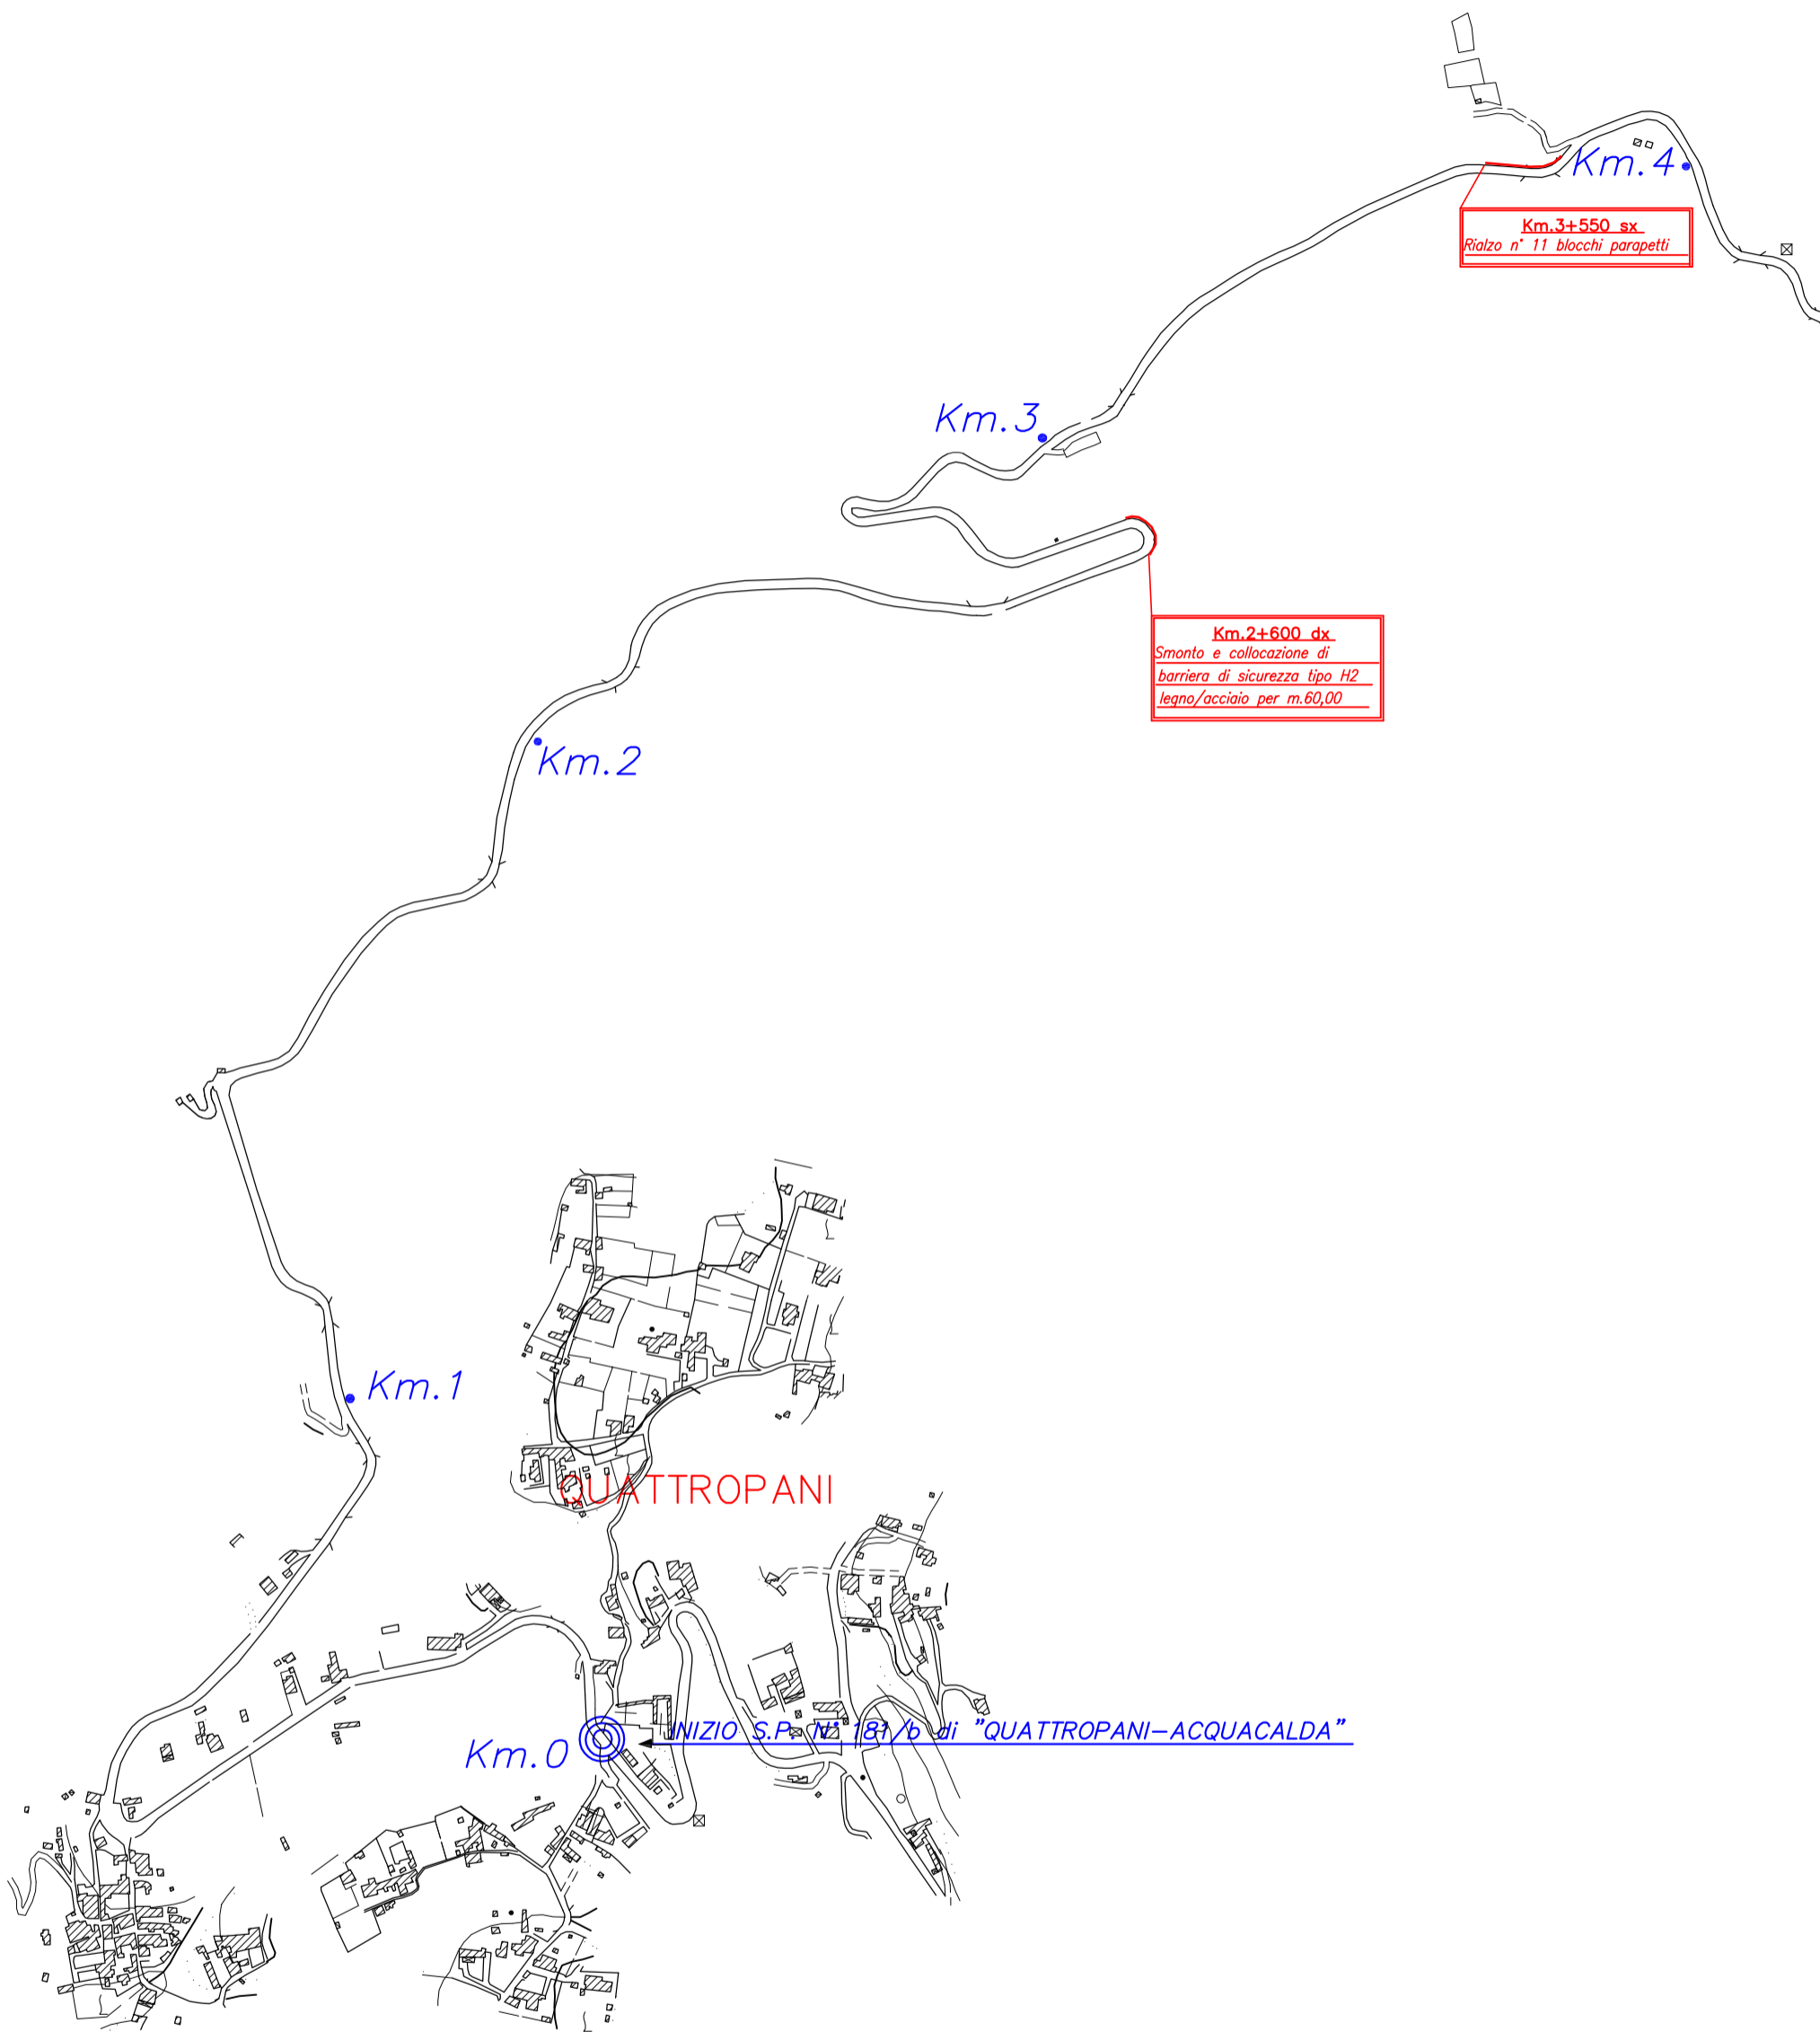 Km.4
Km.3+550 sx
Rialzo n° 11 blocchi parapetti
Km.3
Km.2+600 dx
Smonto e collocazione di
barriera di sicurezza tipo H2
legno/acciaio per m.60,00
Km.2
Km.1
QUATTROPANI
INIZIO S.P. N° 181/b di "QUATTROPANI-ACQUACALDA"
Km.0